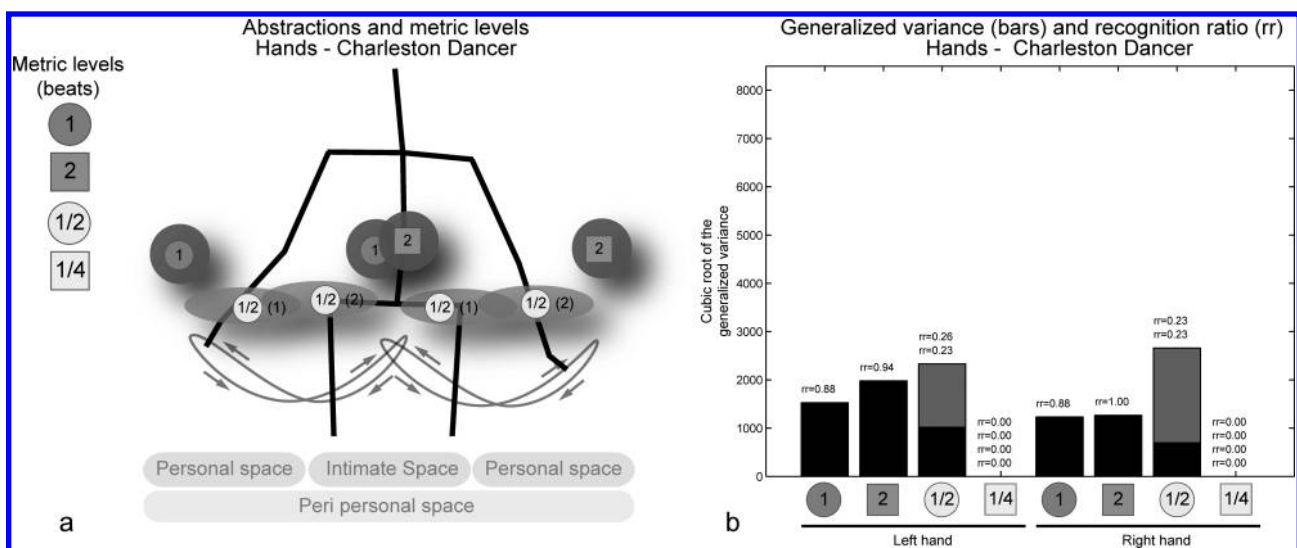 Abstractions and metric levels
Hands - Charleston Dancer
Metric levels
(beats)
1
2
1/2
1/4
1
1
2
2
1/2 (1)
1/2 (2)
1/2 (1)
1/2 (2)
Personal space
Intimate Space
Personal space
Peri personal space
a
Generalized variance (bars) and recognition ratio (rr)
Hands - Charleston Dancer
Cubic root of the
generalized variance
8000
7000
6000
5000
4000
3000
2000
1000
0
rr=0.88
rr=0.94
rr=0.26
rr=0.23
rr=0.00
rr=0.00
rr=0.00
rr=0.00
rr=0.88
rr=1.00
rr=0.23
rr=0.23
rr=0.00
rr=0.00
rr=0.00
rr=0.00
1
2
1/2
1/4
1
2
1/2
1/4
Left hand
Right hand
b